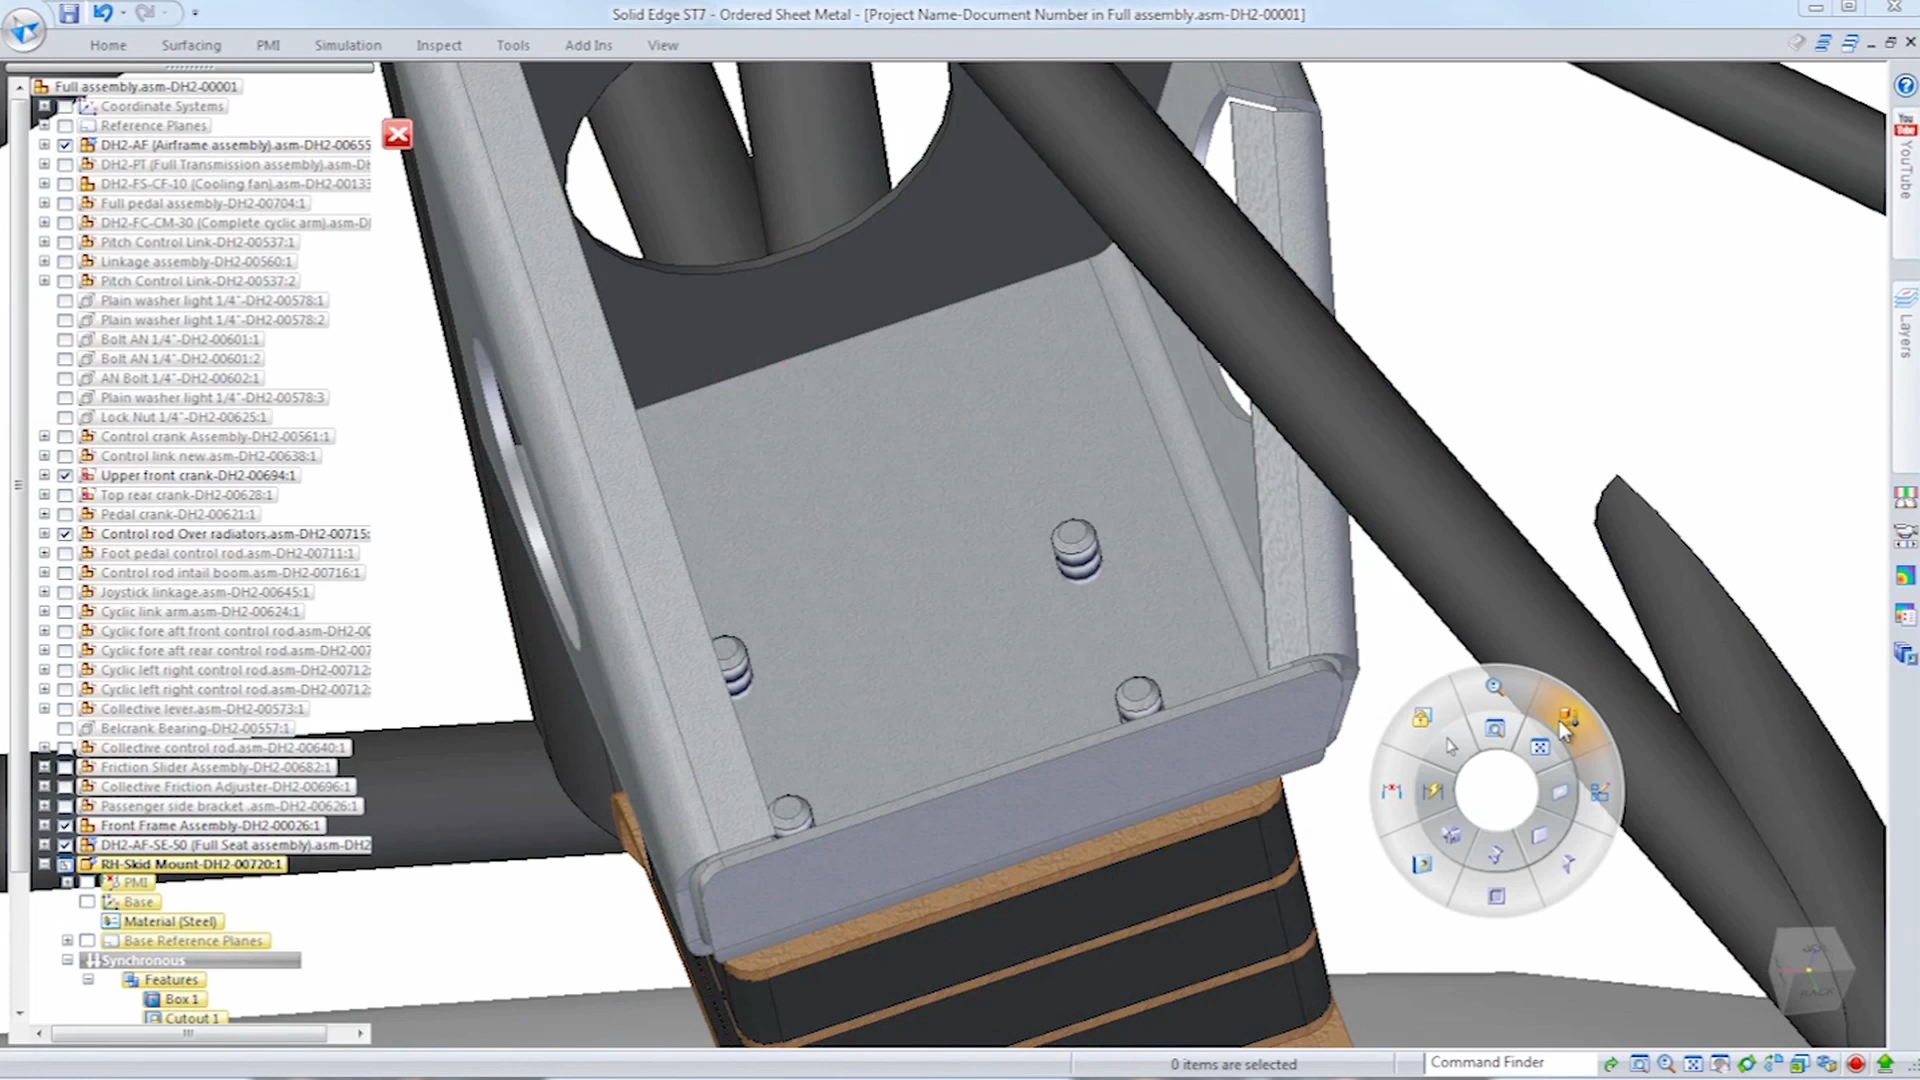 Solid Edge ST7 - Ordered Sheet Metal - [Project Name-Document Number in Full assembly.asm-DH2-00001]
Home Surfacing PMI Simulation Inspect Tools Add Ins View
Full assembly.asm-DH2-00001
Coordinate Systems
Reference Planes
DH2-AF (Airframe assembly).asm-DH2-00655
DH2-PT (Full Transmission assembly).asm-DH
DH2-FS-CF-10 (Cooling fan).asm-DH2-00133
Full pedal assembly-DH2-00704:1
DH2-FC-CM-30 (Complete cyclic arm).asm-D
Pitch Control Link-DH2-00537:1
Linkage assembly-DH2-00560:1
Pitch Control Link-DH2-00537:2
Plain washer light 1/4"-DH2-00578:1
Plain washer light 1/4"-DH2-00578:2
Bolt AN 1/4"-DH2-00601:1
Bolt AN 1/4"-DH2-00601:2
AN Bolt 1/4"-DH2-00602:1
Plain washer light 1/4"-DH2-00578:3
Lock Nut 1/4"-DH2-00625:1
Control crank Assembly-DH2-00561:1
Control link new.asm-DH2-00638:1
Upper front crank-DH2-00694:1
Top rear crank-DH2-00628:1
Pedal crank-DH2-00621:1
Control rod Over radiators.asm-DH2-00715:
Foot pedal control rod.asm-DH2-00711:1
Control rod intail boom.asm-DH2-00716:1
Joystick linkage.asm-DH2-00645:1
Cyclic link arm.asm-DH2-00624:1
Cyclic fore aft front control rod.asm-DH2-00
Cyclic fore aft rear control rod.asm-DH2-007
Cyclic left right control rod.asm-DH2-00712:
Cyclic left right control rod.asm-DH2-00712:
Collective lever.asm-DH2-00573:1
Belcrank Bearing-DH2-00557:1
Collective control rod.asm-DH2-00640:1
Friction Slider Assembly-DH2-00682:1
Collective Friction Adjuster-DH2-00696:1
Passenger side bracket .asm-DH2-00626:1
Front Frame Assembly-DH2-00026:1
DH2-AF-SE-50 (Full Seat assembly).asm-DH2
RH-Skid Mount-DH2-00720:1
PMI
Base
Material (Steel)
Base Reference Planes
Synchronous
Features
Box 1
Cutout 1
You
Tube
YouTube
Layers
BACK
0 items are selected
Command Finder